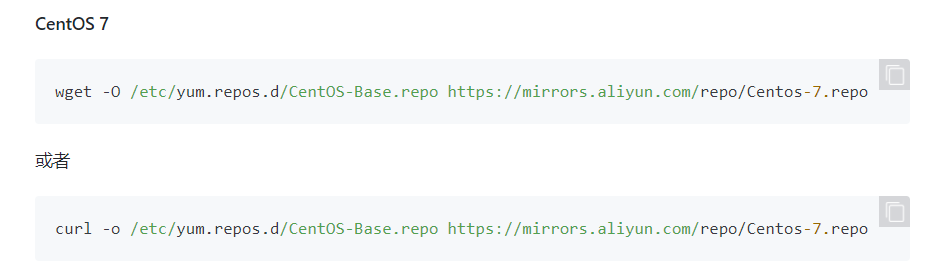 CentOS 7
wget -O /etc/yum.repos.d/CentOS-Base.repo https://mirrors.aliyun.com/repo/Centos-7.repo
或者
curl -o /etc/yum.repos.d/CentOS-Base.repo https://mirrors.aliyun.com/repo/Centos-7.repo